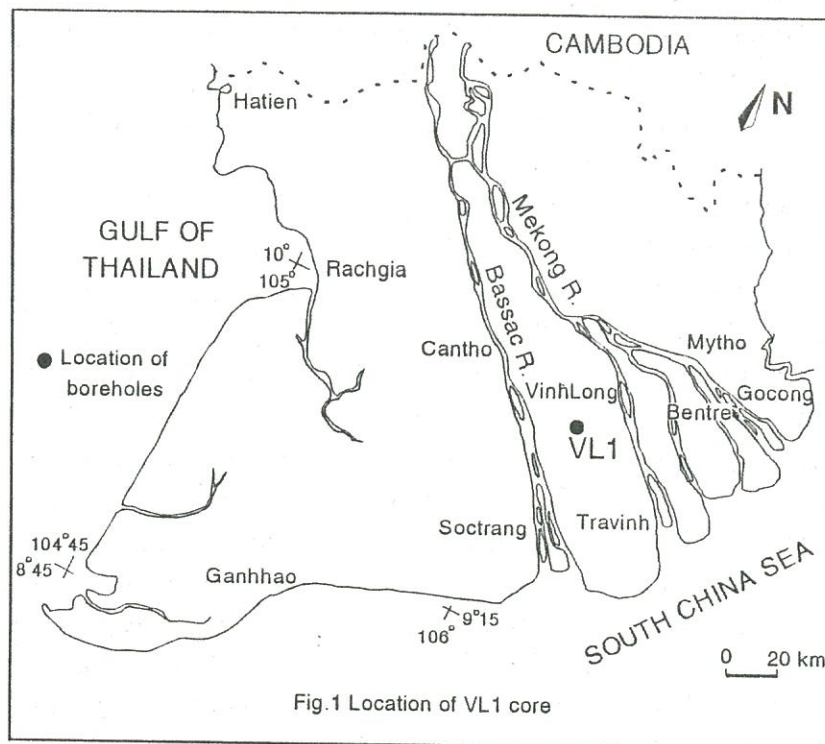 CAMBODIA
N
Hatien
GULF OF
THAILAND
10°
105°
Rachgia
Mekong R.
Bassac R.
Cantho
Mytho
Gocong
VinhLong
Bentre
VL1
Location of
boreholes
Soctrang
Travinh
104°45
8°45
Ganhhao
9°15
106°
SOUTH CHINA SEA
0 20 km
Fig.1 Location of VL1 core